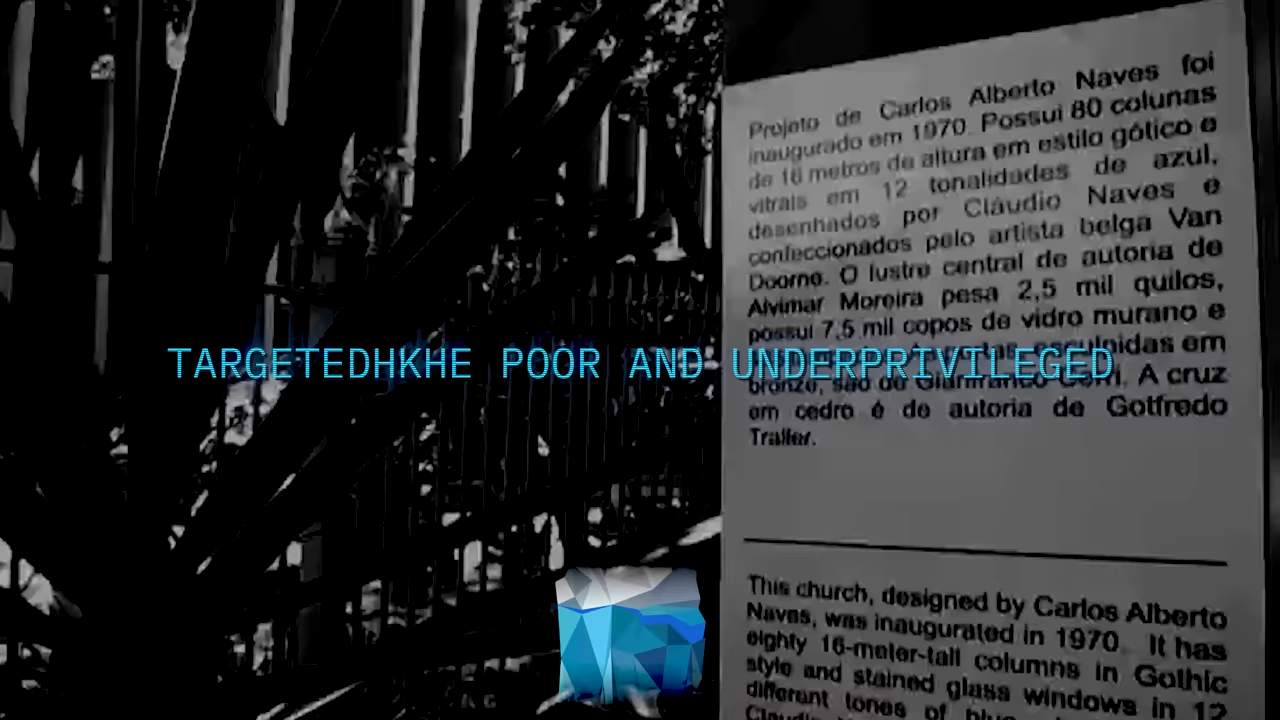 Projeto de Carlos Alberto Naves foi
inaugurado em 1970. Possui 80 colunas
de 16 metros de altura em estilo gótico e
vitrais em 12 tonalidades de azul,
desenhados por Cláudio Naves e
confeccionados pelo artista belga Van
Doorne. O lustre central de autoria de
Alvimar Moreira pesa 2,5 mil quilos,
possui 7,5 mil copos de vidro murano e
esculpidas em
TARGETEDHKHE POOR AND UNDERPRIVILEGED
bronze, são de Gianfranco Cerri. A cruz
em cedro é de autoria de Gotfredo
Traller.
This church, designed by Carlos Alberto
Naves, was inaugurated in 1970. It has
eighty 16-meter-tall columns in Gothic
style and stained glass windows in 12
different tones of